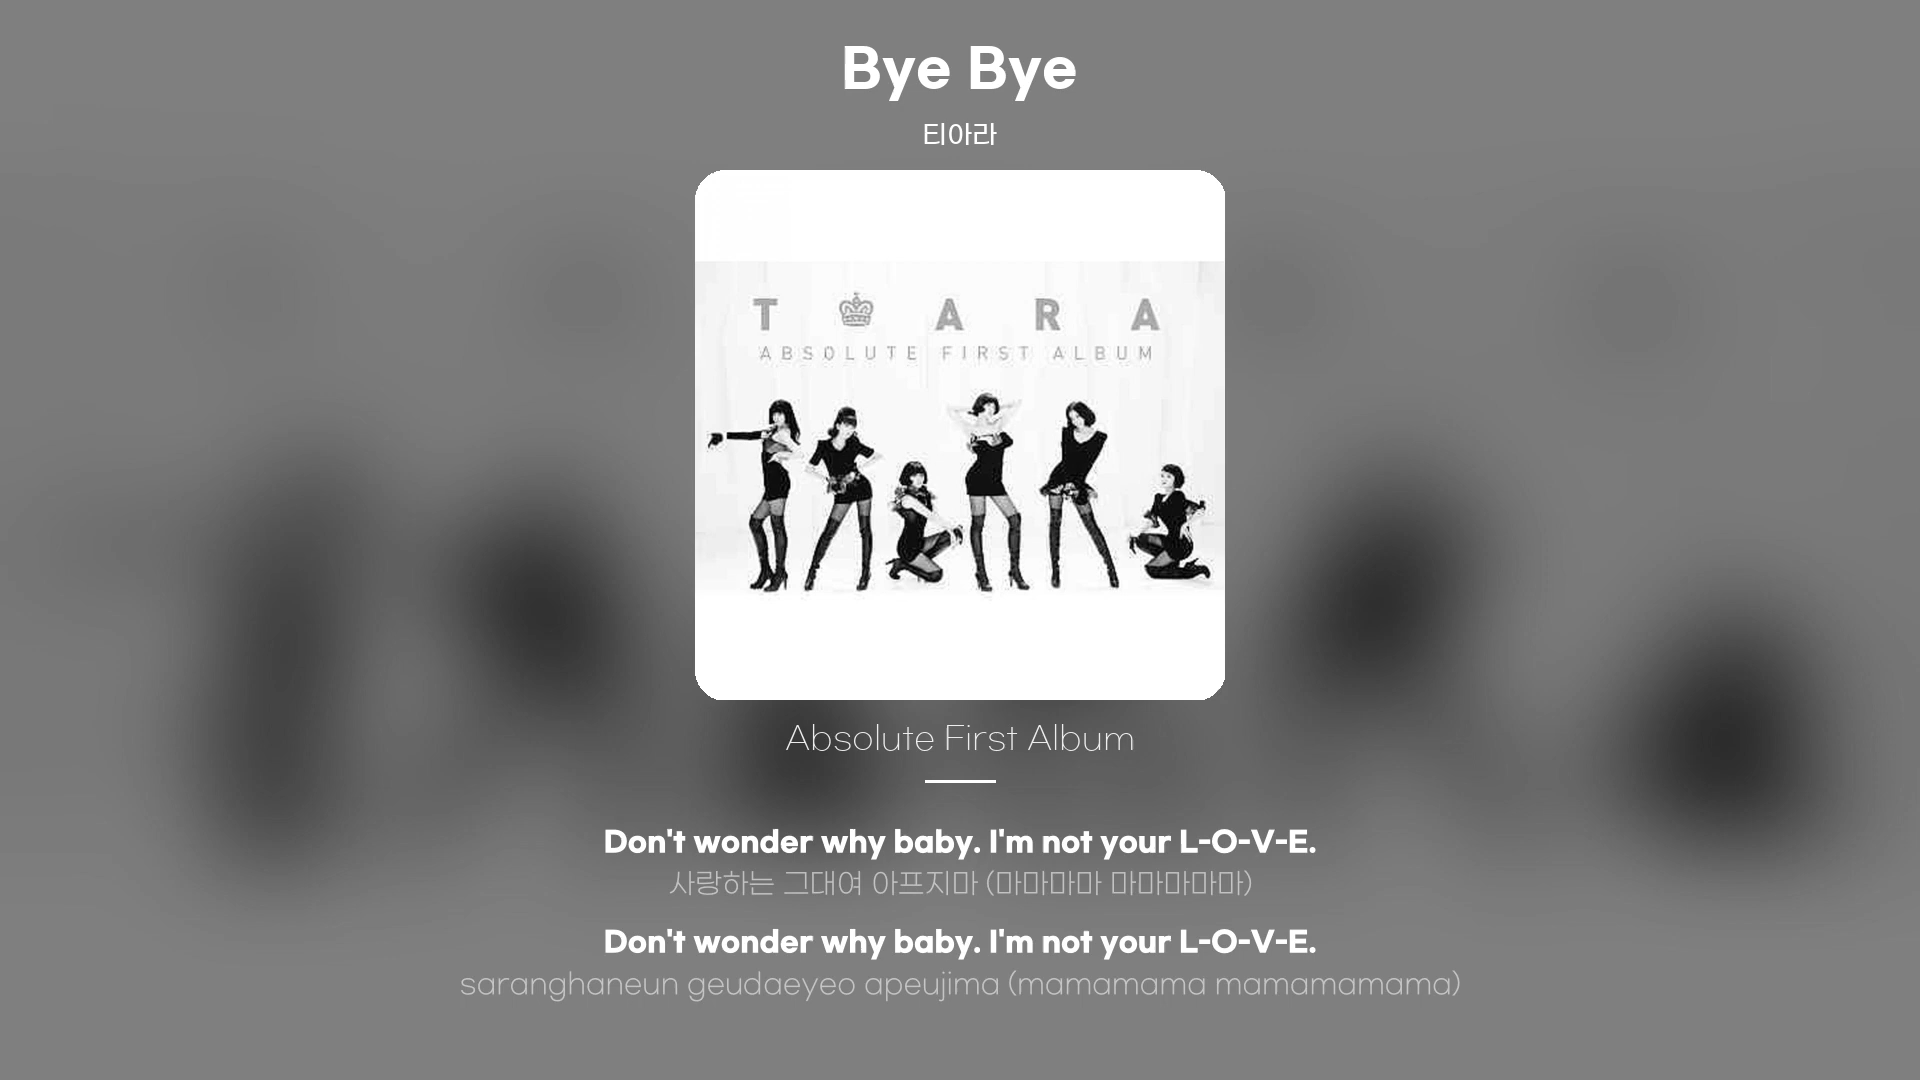 Bye Bye
티아라
T ARA
ABSOLUTE FIRST ALBUM
Absolute First Album
Don't wonder why baby. I'm not your L-O-V-E.
사랑하는 그대여 아프지마 (마마마마 마마마마마)
Don't wonder why baby. I'm not your L-O-V-E.
saranghaneun geudaeyeo apeujima (mamamama mamamamama)